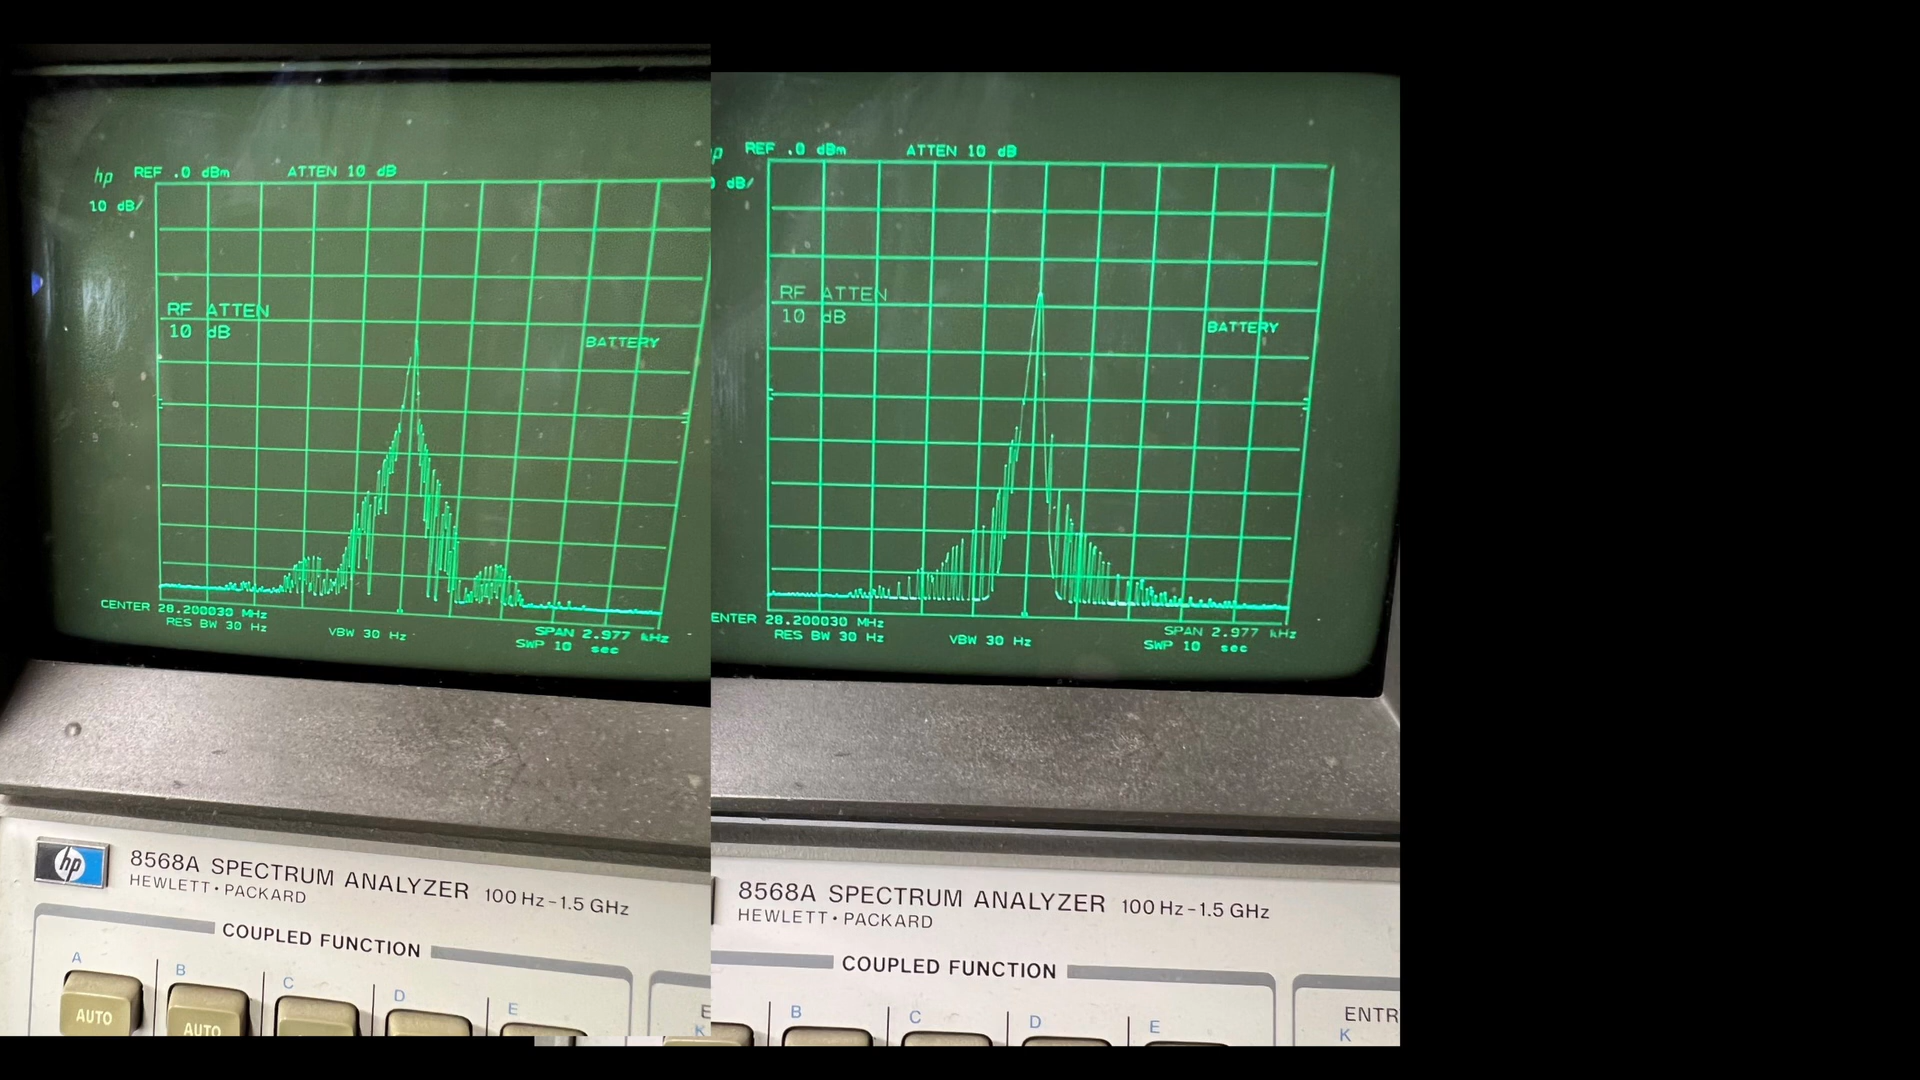 hp REF .0 dBm ATTEN 10 dB
10 dB/
RF ATTEN
10 dB
BATTERY
CENTER 28.200030 MHz
RES BW 30 Hz
VBW 30 Hz
SPAN 2.977 kHz
SWP 10 sec
hp
8568A SPECTRUM ANALYZER 100 Hz-1.5 GHz
HEWLETT•PACKARD
COUPLED FUNCTION
A
B
C
D
E
AUTO
AUTO
E
K
p REF .0 dBm ATTEN 10 dB
dB/
RF ATTEN
10 dB
BATTERY
ENTER 28.200030 MHz
RES BW 30 Hz
VBW 30 Hz
SPAN 2.977 kHz
SWP 10 sec
8568A SPECTRUM ANALYZER 100 Hz-1.5 GHz
HEWLETT•PACKARD
COUPLED FUNCTION
B
C
D
E
ENTR
K